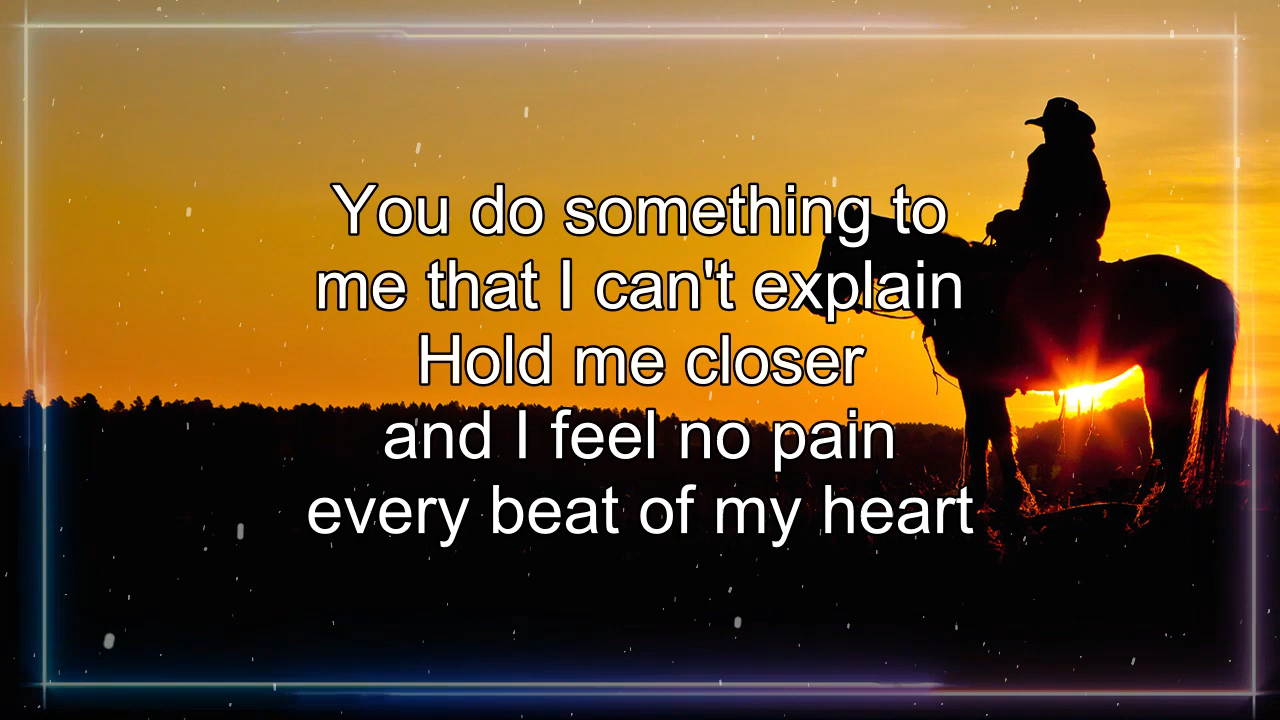 You do something to
me that I can't explain
Hold me closer
and I feel no pain
every beat of my heart